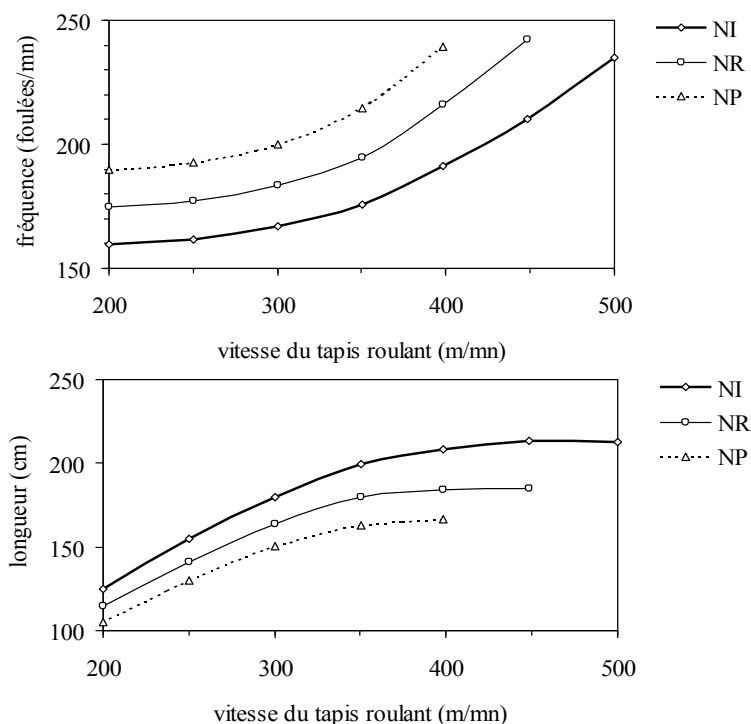 250
200
150
fréquence (foulées/mn)
200 300 400 500
vitesse du tapis roulant (m/mn)
NI
NR
NP
250
200
150
100
longueur (cm)
200 300 400 500
vitesse du tapis roulant (m/mn)
NI
NR
NP